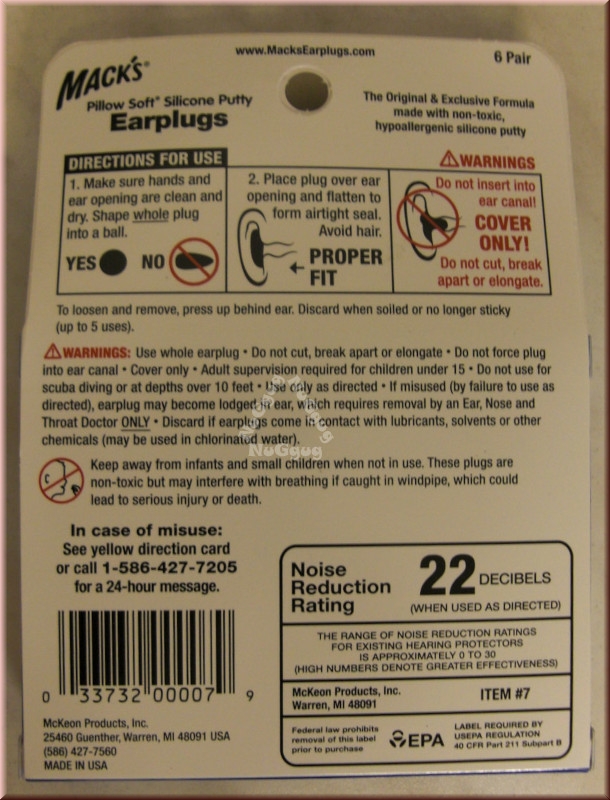 www.MacksEarplugs.com
6 Pair
MACK'S®
Pillow Soft® Silicone Putty
Earplugs
The Original & Exclusive Formula
made with non-toxic,
hypoallergenic silicone putty
DIRECTIONS FOR USE
1. Make sure hands and
ear opening are clean and
dry. Shape whole plug
into a ball.
YES NO
2. Place plug over ear
opening and flatten to
form airtight seal.
Avoid hair.
PROPER
FIT
WARNINGS
Do not insert into
ear canal!
COVER
ONLY!
Do not cut, break
apart or elongate.
To loosen and remove, press up behind ear. Discard when soiled or no longer sticky
(up to 5 uses).
WARNINGS: Use whole earplug • Do not cut, break apart or elongate • Do not force plug
into ear canal • Cover only • Adult supervision required for children under 15 • Do not use for
scuba diving or at depths over 10 feet • Use only as directed • If misused (by failure to use as
directed), earplug may become lodged in ear, which requires removal by an Ear, Nose and
Throat Doctor ONLY • Discard if earplugs come in contact with lubricants, solvents or other
chemicals (may be used in chlorinated water).
NuGgug
Keep away from infants and small children when not in use. These plugs are
non-toxic but may interfere with breathing if caught in windpipe, which could
lead to serious injury or death.
In case of misuse:
See yellow direction card
or call 1-586-427-7205
for a 24-hour message.
0 33732 00007 9
McKeon Products, Inc.
25460 Guenther, Warren, MI 48091 USA
(586) 427-7560
MADE IN USA
Noise
Reduction
Rating
22 DECIBELS
(WHEN USED AS DIRECTED)
THE RANGE OF NOISE REDUCTION RATINGS
FOR EXISTING HEARING PROTECTORS
IS APPROXIMATELY 0 TO 30
(HIGH NUMBERS DENOTE GREATER EFFECTIVENESS)
McKeon Products, Inc.
Warren, MI 48091
ITEM #7
Federal law prohibits
removal of this label
prior to purchase
EPA
LABEL REQUIRED BY
USEPA REGULATION
40 CFR Part 211 Subpart B